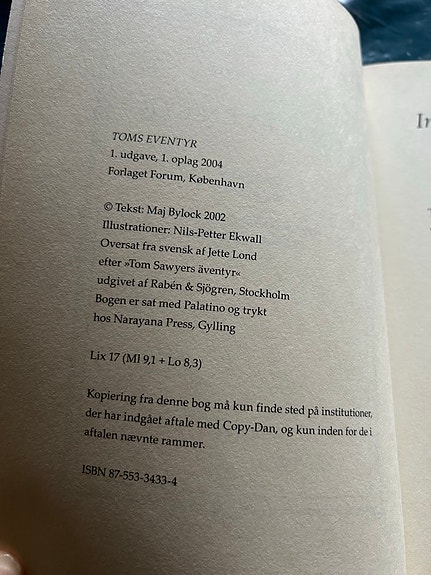 TOMS EVENTYR
1. udgave, 1. oplag 2004
Forlaget Forum, København
© Tekst: Maj Bylock 2002
Illustrationer: Nils-Petter Ekwall
Oversat fra svensk af Jette Lond
efter »Tom Sawyers äventyr«
udgivet af Rabén & Sjögren, Stockholm
Bogen er sat med Palatino og trykt
hos Narayana Press, Gylling
Lix 17 (Ml 9,1 + Lo 8,3)
Kopiering fra denne bog må kun finde sted på institutioner,
der har indgået aftale med Copy-Dan, og kun inden for de i
aftalen nævnte rammer.
ISBN 87-553-3433-4